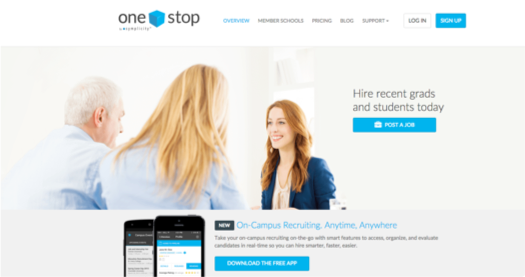 one stop
OVERVIEW MEMBER SCHOOLS PRICING BLOG SUPPORT LOG IN SIGN UP
Hire recent grads
and students today
POST A JOB
NEW On-Campus Recruiting, Anytime, Anywhere
Take your on-campus recruiting on-the-go with smart features to access, organize, and evaluate
candidates in real-time so you can hire smarter, faster, easier.
DOWNLOAD THE FREE APP